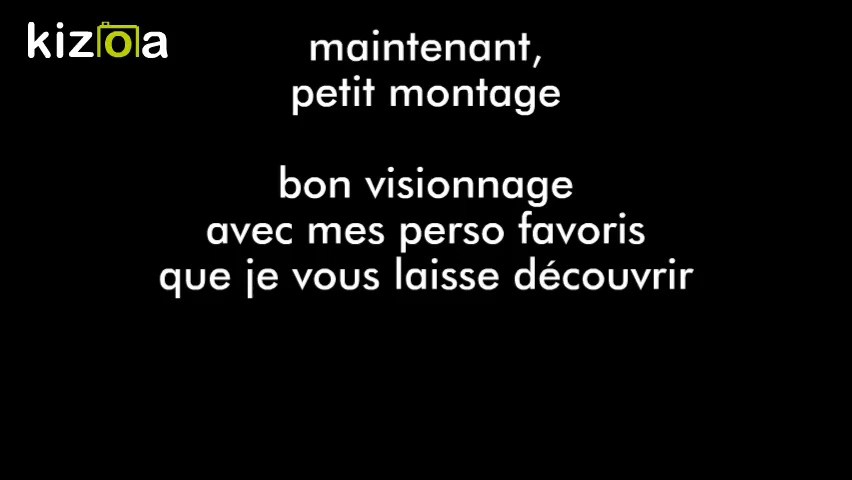 kizoa
maintenant,
petit montage
bon visionnage
avec mes perso favoris
que je vous laisse découvrir